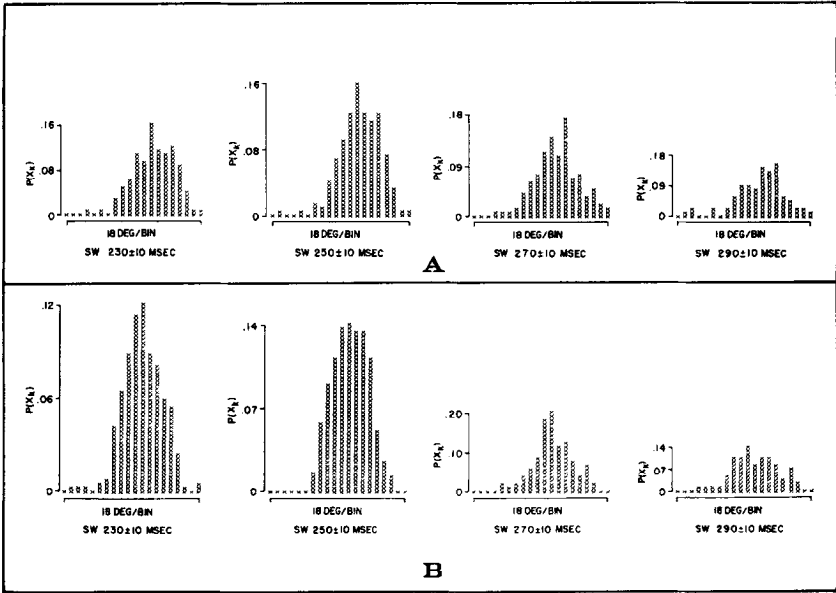 .16
.08
0
P(Xk)
18 DEG/BIN
SW 230±10 MSEC
.16
.08
0
P(Xk)
18 DEG/BIN
SW 250±10 MSEC
.18
.09
0
P(Xk)
18 DEG/BIN
SW 270±10 MSEC
.18
.09
0
P(Xk)
18 DEG/BIN
SW 290±10 MSEC
A
.12
.06
0
P(Xk)
18 DEG/BIN
SW 230±10 MSEC
.14
.07
0
P(Xk)
18 DEG/BIN
SW 250±10 MSEC
.20
.10
0
P(Xk)
18 DEG/BIN
SW 270±10 MSEC
.14
.07
0
P(Xk)
18 DEG/BIN
SW 290±10 MSEC
B